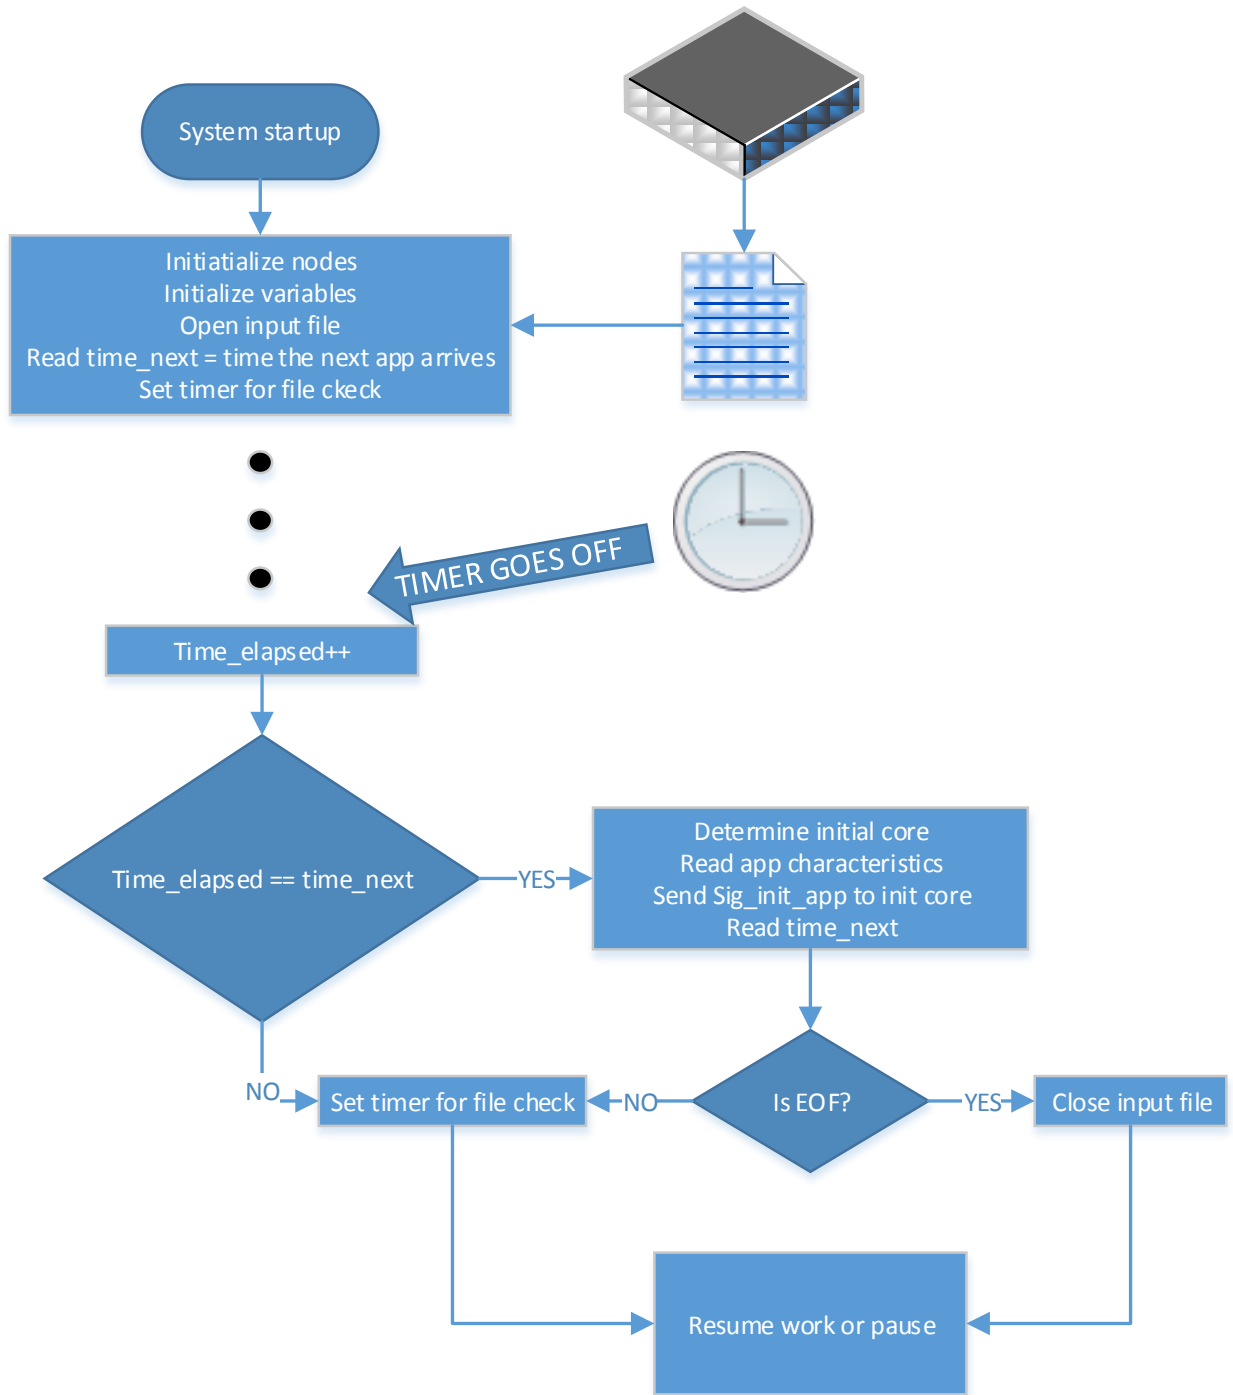 System startup
Initiatialize nodes
Initialize variables
Open input file
Read time_next = time the next app arrives
Set timer for file ckeck
TIMER GOES OFF
Time_elapsed++
Time_elapsed == time_next
YES
Determine initial core
Read app characteristics
Send Sig_init_app to init core
Read time_next
NO
Set timer for file check
NO
Is EOF?
YES
Close input file
Resume work or pause